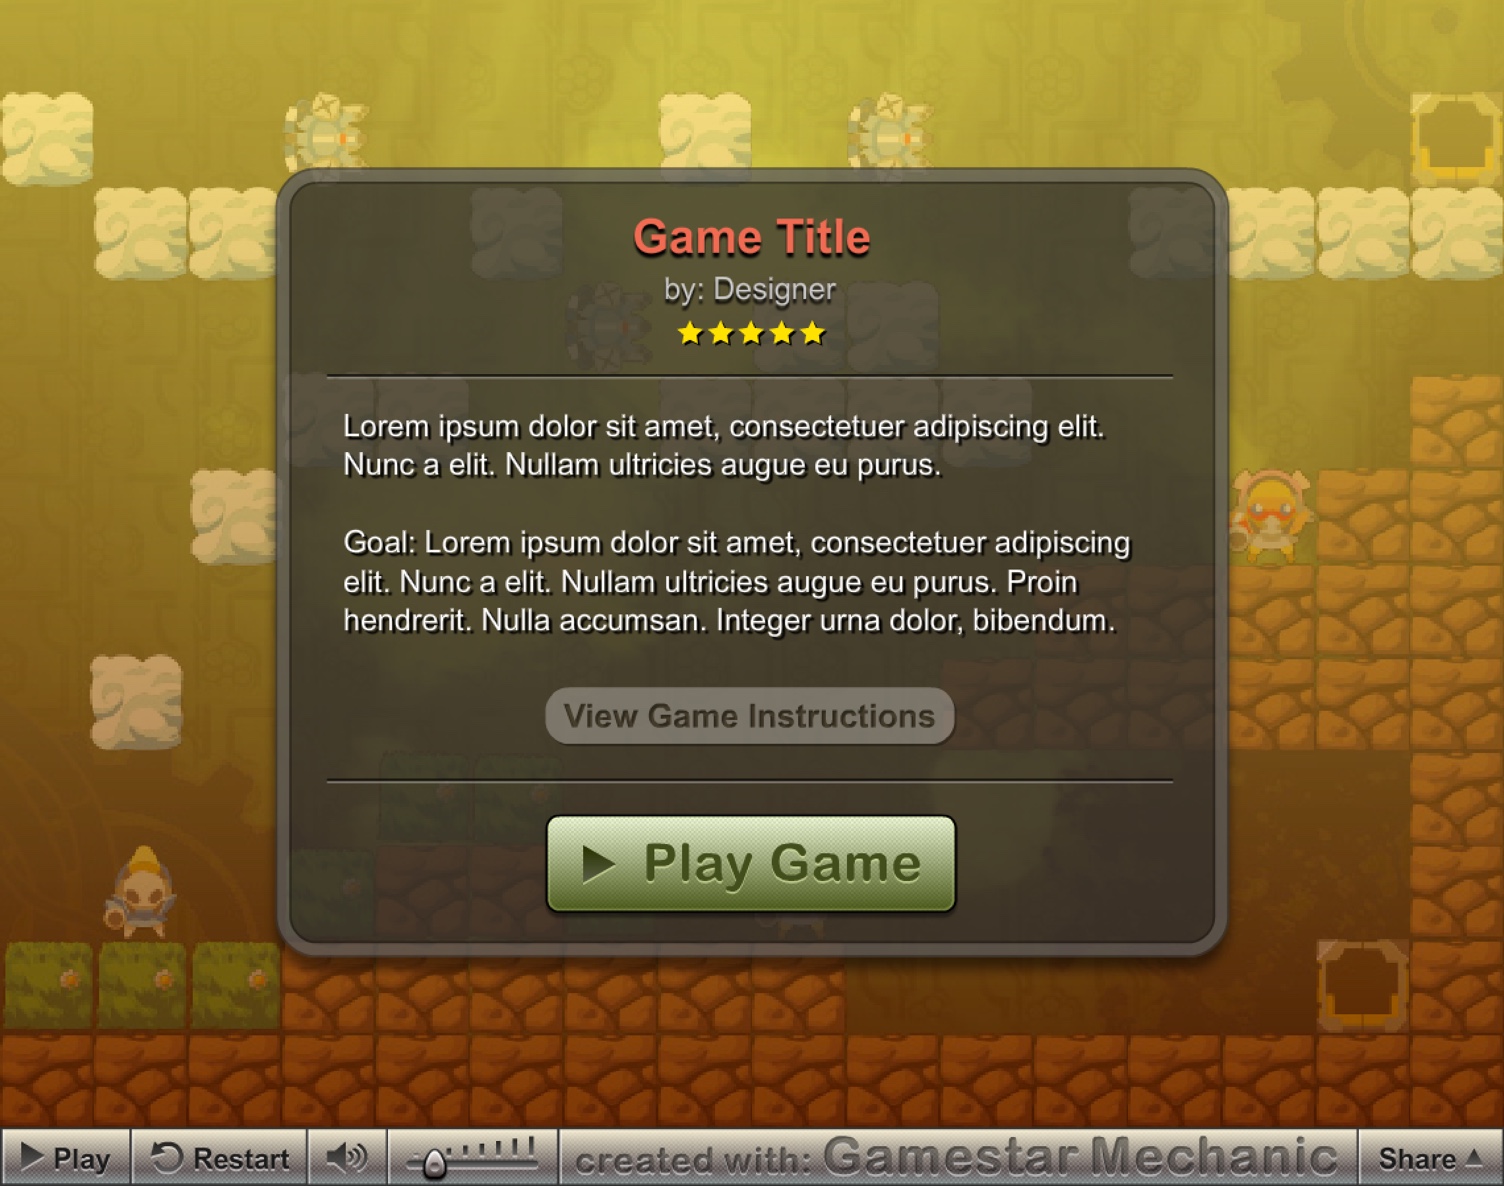 Game Title
by: Designer
Lorem ipsum dolor sit amet, consectetuer adipiscing elit.
Nunc a elit. Nullam ultricies augue eu purus.
Goal: Lorem ipsum dolor sit amet, consectetuer adipiscing
elit. Nunc a elit. Nullam ultricies augue eu purus. Proin
hendrerit. Nulla accumsan. Integer urna dolor, bibendum.
View Game Instructions
Play Game
Play Restart created with: Gamestar Mechanic Share